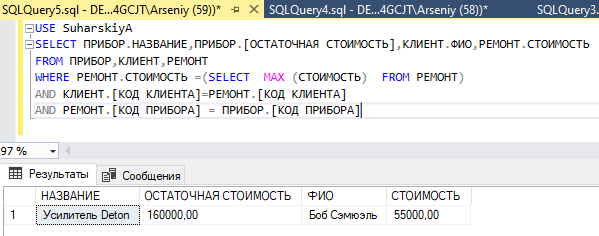 SQLQuery5.sql - DE...4GCJT\Arseniy (59))* SQLQuery4.sql - DE...4GCJT\Arseniy (58))* SQLQuery3.
USE SuharskiyA
SELECT ПРИБОР.НАЗВАНИЕ,ПРИБОР.[ОСТАТОЧНАЯ СТОИМОСТЬ],КЛИЕНТ.ФИО,РЕМОНТ.СТОИМОСТЬ
FROM ПРИБОР,КЛИЕНТ,РЕМОНТ
WHERE РЕМОНТ.СТОИМОСТЬ =(SELECT MAX (СТОИМОСТЬ) FROM РЕМОНТ)
AND КЛИЕНТ.[КОД КЛИЕНТА]=РЕМОНТ.[КОД КЛИЕНТА]
AND РЕМОНТ.[КОД ПРИБОРА] = ПРИБОР.[КОД ПРИБОРА]
97 %
Результаты Сообщения
НАЗВАНИЕ ОСТАТОЧНАЯ СТОИМОСТЬ ФИО СТОИМОСТЬ
1 Усилитель Deton 160000,00 Боб Сэмюэль 55000,00